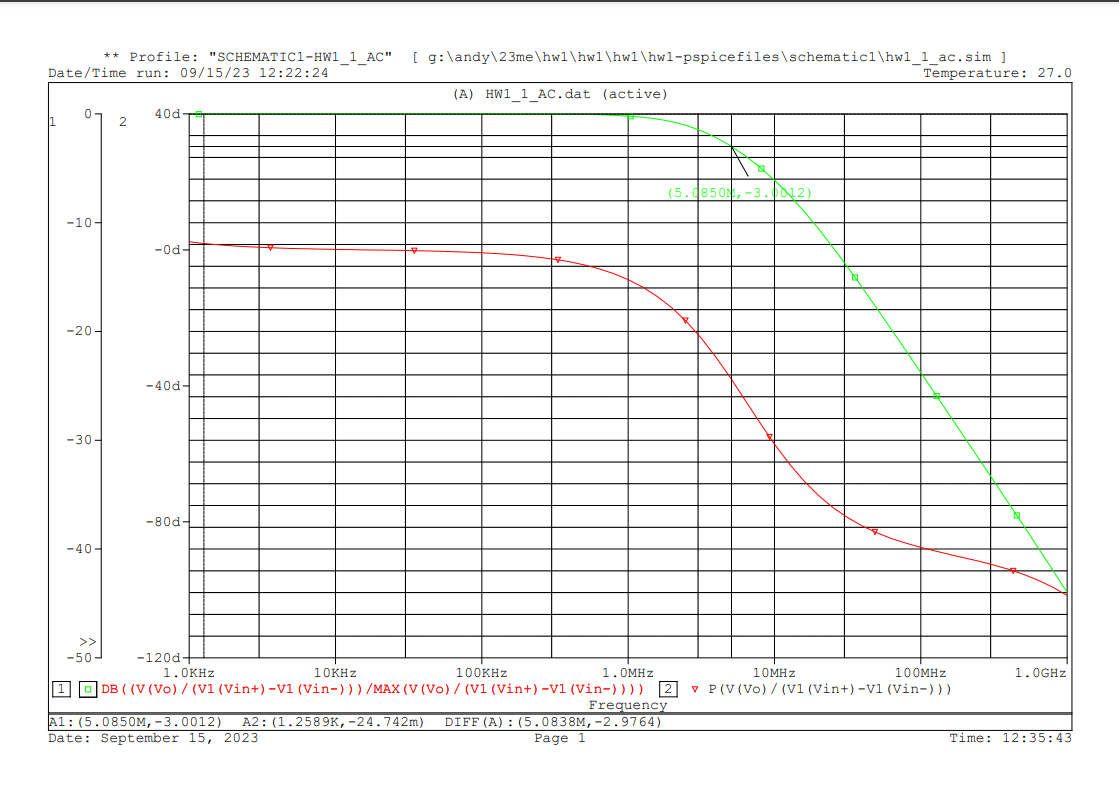 ** Profile: "SCHEMATIC1-HW1_1_AC"  [ g:\andy\23me\hw1\hw1\hw1\hw1-pspicefiles\schematic1\hw1_1_ac.sim ]
Date/Time run: 09/15/23 12:22:24 Temperature: 27.0
(A) HW1_1_AC.dat (active)
1 0 2 40d
(5.0850M,-3.0012)
-10
-0d
-20
-40d
-30
-80d
-40
>>
-50 -120d
1.0KHz 10KHz 100KHz 1.0MHz 10MHz 100MHz 1.0GHz
1 DB((V(Vo)/(V1(Vin+)-V1(Vin-)))/MAX(V(Vo)/(V1(Vin+)-V1(Vin-)))) 2 P(V(Vo)/(V1(Vin+)-V1(Vin-)))
Frequency
A1:(5.0850M,-3.0012) A2:(1.2589K,-24.742m) DIFF(A):(5.0838M,-2.9764)
Date: September 15, 2023 Page 1 Time: 12:35:43